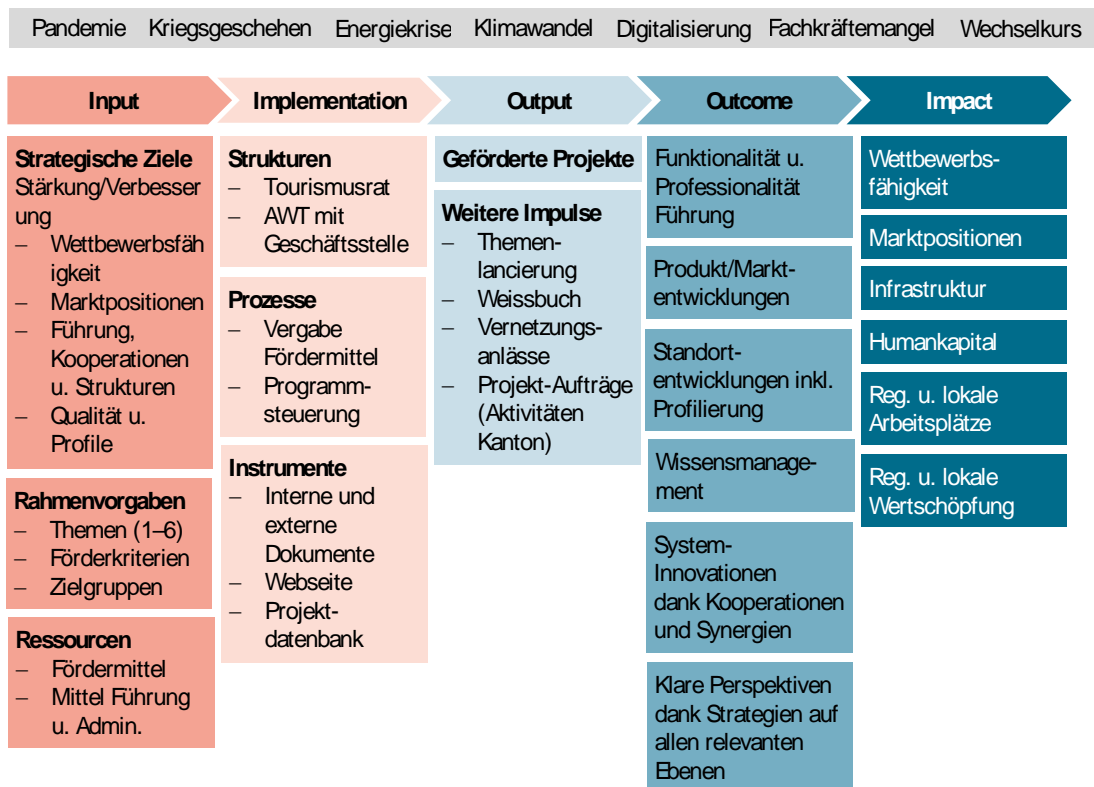 Pandemie Kriegsgeschehen Energiekrise Klimawandel Digitalisierung Fachkräftemangel Wechselkurs
Input
Implementation
Output
Outcome
Impact
Strategische Ziele
Stärkung/Verbesser
ung
– Wettbewerbsfäh
igkeit
– Marktpositionen
– Führung,
Kooperationen
u. Strukturen
– Qualität u.
Profile
Rahmenvorgaben
– Themen (1–6)
– Förderkriterien
– Zielgruppen
Ressourcen
– Fördermittel
– Mittel Führung
u. Admin.
Strukturen
– Tourismusrat
– AWT mit
Geschäftsstelle
Prozesse
– Vergabe
Fördermittel
– Programm-
steuerung
Instrumente
– Interne und
externe
Dokumente
– Webseite
– Projekt-
datenbank
Geförderte Projekte
Weitere Impulse
– Themen-
lancierung
– Weissbuch
– Vernetzungs-
anlässe
– Projekt-Aufträge
(Aktivitäten
Kanton)
Funktionalität u.
Professionalität
Führung
Produkt/Markt-
entwicklungen
Standort-
entwicklungen inkl.
Profilierung
Wissensmanage-
ment
System-
Innovationen
dank Kooperationen
und Synergien
Klare Perspektiven
dank Strategien auf
allen relevanten
Ebenen
Wettbewerbs-
fähigkeit
Marktpositionen
Infrastruktur
Humankapital
Reg. u. lokale
Arbeitsplätze
Reg. u. lokale
Wertschöpfung